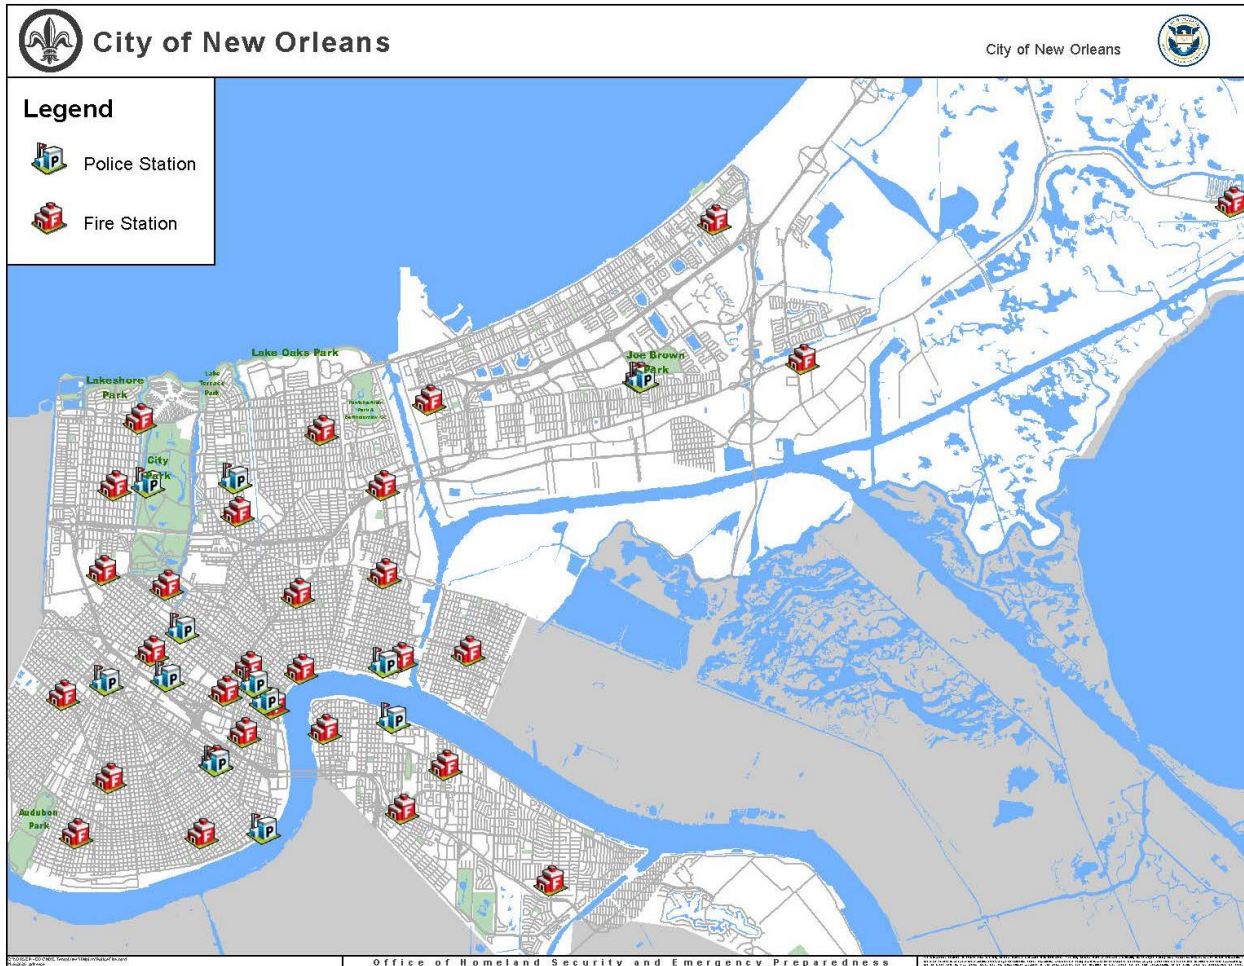 City of New Orleans
City of New Orleans
Legend
P
Police Station
F
Fire Station
Lake Oaks Park
Lakeshore
Park
Lake
Terrace
Park
Joe Brown
Park
City
Park
Audubon
Park
Office of Homeland Security and Emergency Preparedness